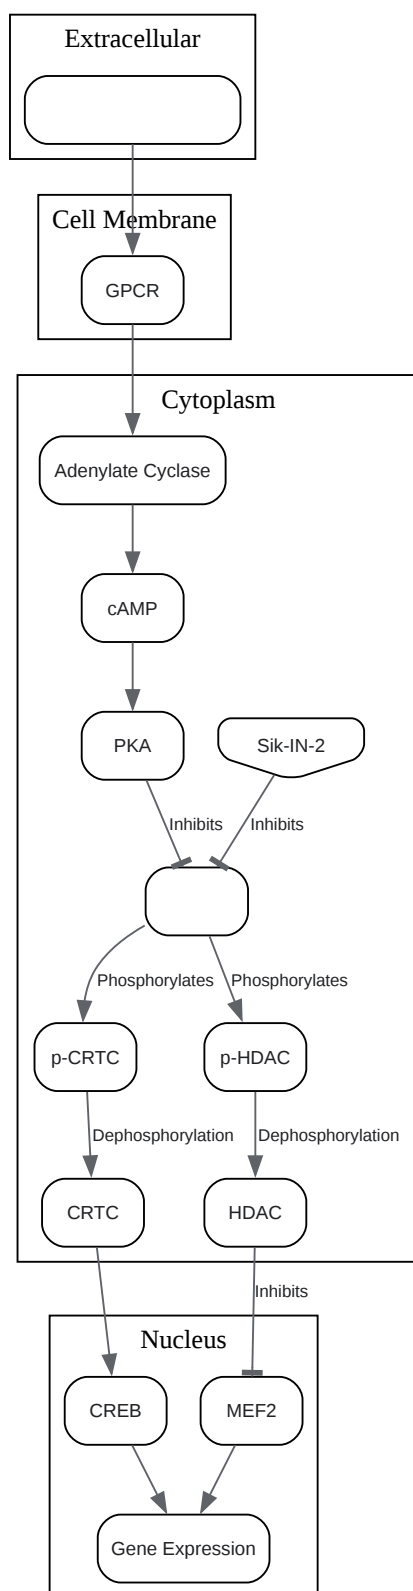 Extracellular
Cell Membrane
GPCR
Cytoplasm
Adenylate Cyclase
cAMP
PKA
Sik-IN-2
Inhibits
Inhibits
Phosphorylates
Phosphorylates
p-CRTC
p-HDAC
Dephosphorylation
Dephosphorylation
CRTC
HDAC
Inhibits
Nucleus
CREB
MEF2
Gene Expression